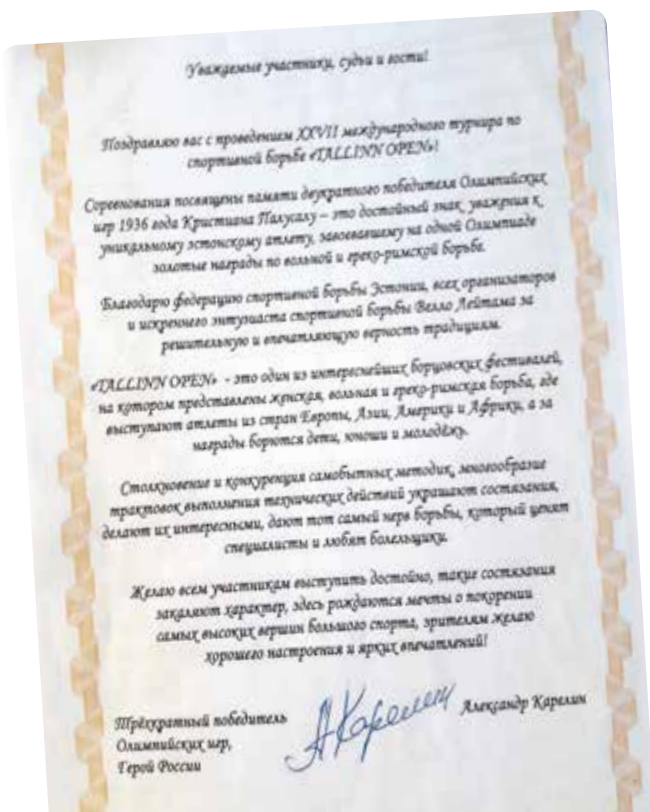 Уважаемые участники, судьи и гости!
Поздравляю вас с проведением XXVII международного турнира по
спортивной борьбе «TALLINN OPEN»!
Соревнования посвящены памяти двукратного победителя Олимпийских
игр 1936 года Кристиана Палусалу – это достойный знак уважения к
уникальному эстонскому атлету, завоевавшему на одной Олимпиаде
золотые награды по вольной и греко-римской борьбе.
Благодарю федерацию спортивной борьбы Эстонии, всех организаторов
и искреннего энтузиаста спортивной борьбы Велло Лейтама за
решительную и впечатляющую верность традициям.
«TALLINN OPEN» - это один из интереснейших борцовских фестивалей,
на котором представлены женская, вольная и греко-римская борьба, где
выступают атлеты из стран Европы, Азии, Америки и Африки, а за
награды борются дети, юноши и молодёжь.
Столкновение и конкуренция самобытных методик, многообразие
трактовок выполнения технических действий украшают состязания,
делают их интересными, дают тот самый нерв борьбы, который ценят
специалисты и любят болельщики.
Желаю всем участникам выступить достойно, такие состязания
закаляют характер, здесь рождаются мечты о покорении
самых высоких вершин большого спорта, зрителям желаю
хорошего настроения и ярких впечатлений!
Трёхкратный победитель
Олимпийских игр,
Герой России
АКарелин
Александр Карелин